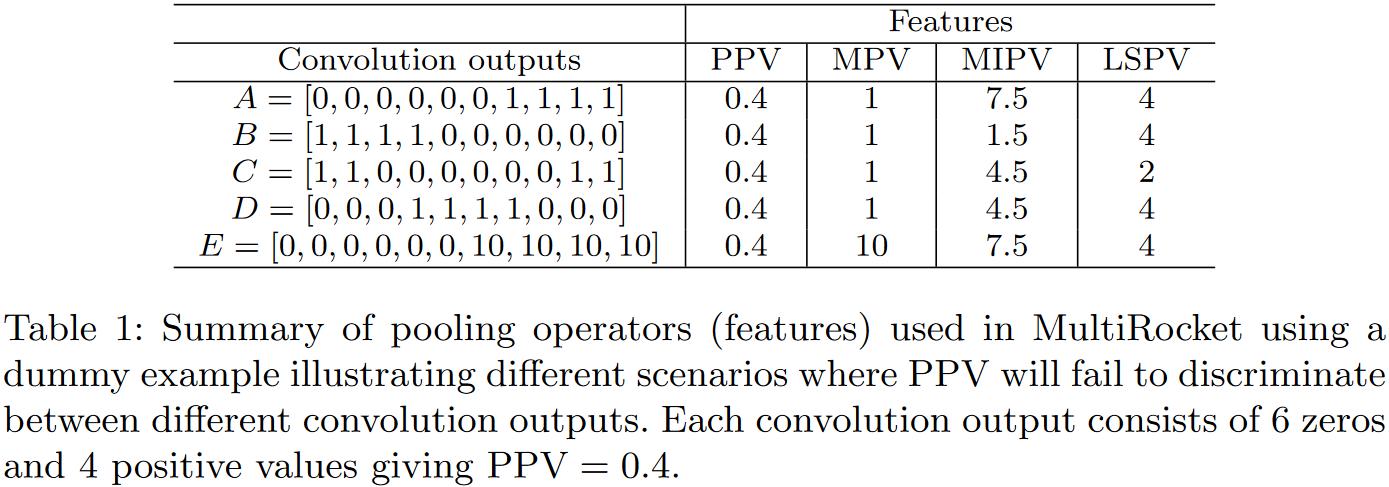 Features
Convolution outputs PPV MPV MIPV LSPV
A = [0, 0, 0, 0, 0, 0, 1, 1, 1, 1] 0.4 1 7.5 4
B = [1, 1, 1, 1, 0, 0, 0, 0, 0, 0] 0.4 1 1.5 4
C = [1, 1, 0, 0, 0, 0, 0, 0, 1, 1] 0.4 1 4.5 2
D = [0, 0, 0, 1, 1, 1, 1, 0, 0, 0] 0.4 1 4.5 4
E = [0, 0, 0, 0, 0, 0, 10, 10, 10, 10] 0.4 10 7.5 4
Table 1: Summary of pooling operators (features) used in MultiRocket using a
dummy example illustrating different scenarios where PPV will fail to discriminate
between different convolution outputs. Each convolution output consists of 6 zeros
and 4 positive values giving PPV = 0.4.